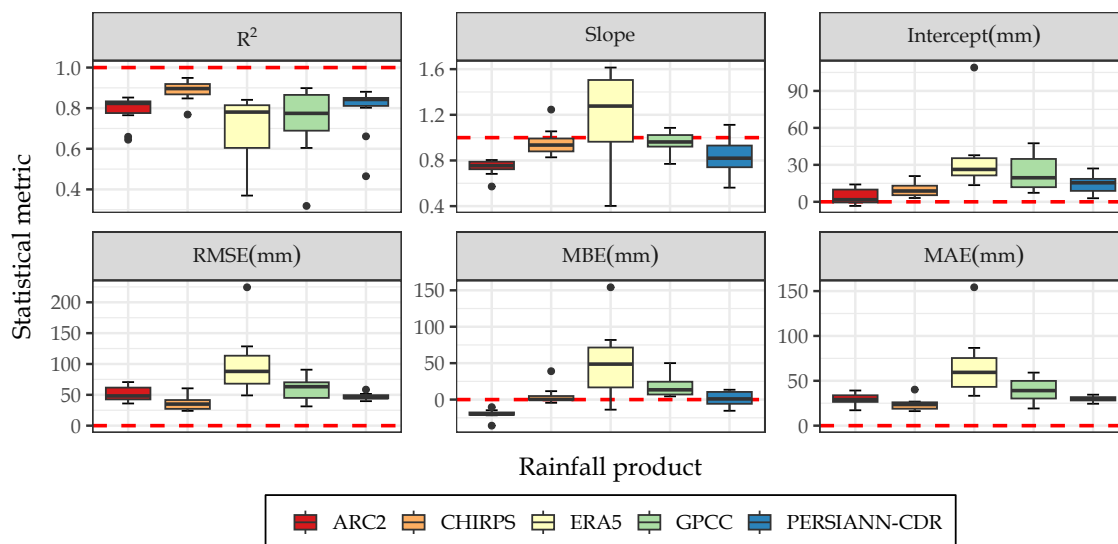 R²
Slope
Intercept(mm)
1.0
0.8
0.6
0.4
1.6
1.2
0.8
0.4
90
60
30
0
RMSE(mm)
MBE(mm)
MAE(mm)
200
150
100
50
0
150
100
50
0
150
100
50
0
Statistical metric
Rainfall product
ARC2 CHIRPS ERA5 GPCC PERSIANN-CDR